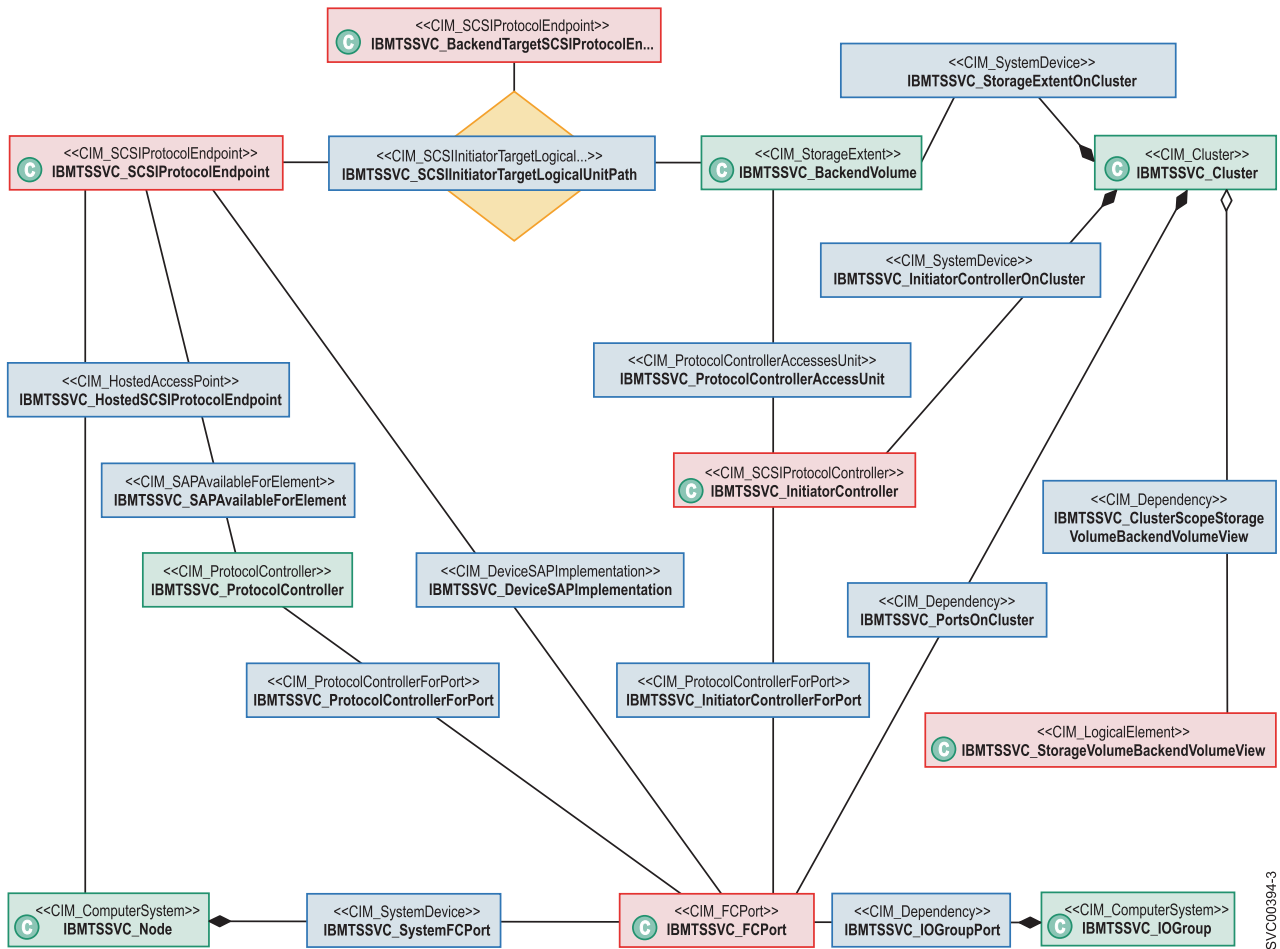 <<CIM_SCSIProtocolEndpoint>>
C
IBMTSSVC_BackendTargetSCSIProtocolEn...
<<CIM_SystemDevice>>
IBMTSSVC_StorageExtentOnCluster
<<CIM_SCSIProtocolEndpoint>>
C
IBMTSSVC_SCSIProtocolEndpoint
<<CIM_SCSIInitiatorTargetLogical...>>
IBMTSSVC_SCSIInitiatorTargetLogicalUnitPath
<<CIM_StorageExtent>>
C
IBMTSSVC_BackendVolume
<<CIM_Cluster>>
C
IBMTSSVC_Cluster
<<CIM_SystemDevice>>
IBMTSSVC_InitiatorControllerOnCluster
<<CIM_ProtocolControllerAccessesUnit>>
IBMTSSVC_ProtocolControllerAccessUnit
<<CIM_HostedAccessPoint>>
IBMTSSVC_HostedSCSIProtocolEndpoint
<<CIM_SAPAvailableForElement>>
IBMTSSVC_SAPAvailableForElement
<<CIM_SCSIProtocolController>>
C
IBMTSSVC_InitiatorController
<<CIM_Dependency>>
IBMTSSVC_ClusterScopeStorage
VolumeBackendVolumeView
<<CIM_ProtocolController>>
C
IBMTSSVC_ProtocolController
<<CIM_DeviceSAPImplementation>>
IBMTSSVC_DeviceSAPImplementation
<<CIM_Dependency>>
IBMTSSVC_PortsOnCluster
<<CIM_ProtocolControllerForPort>>
IBMTSSVC_ProtocolControllerForPort
<<CIM_ProtocolControllerForPort>>
IBMTSSVC_InitiatorControllerForPort
<<CIM_LogicalElement>>
C
IBMTSSVC_StorageVolumeBackendVolumeView
<<CIM_ComputerSystem>>
C
IBMTSSVC_Node
<<CIM_SystemDevice>>
IBMTSSVC_SystemFCPort
<<CIM_FCPort>>
C
IBMTSSVC_FCPort
<<CIM_Dependency>>
IBMTSSVC_IOGroupPort
<<CIM_ComputerSystem>>
C
IBMTSSVC_IOGroup
SVC00394-3